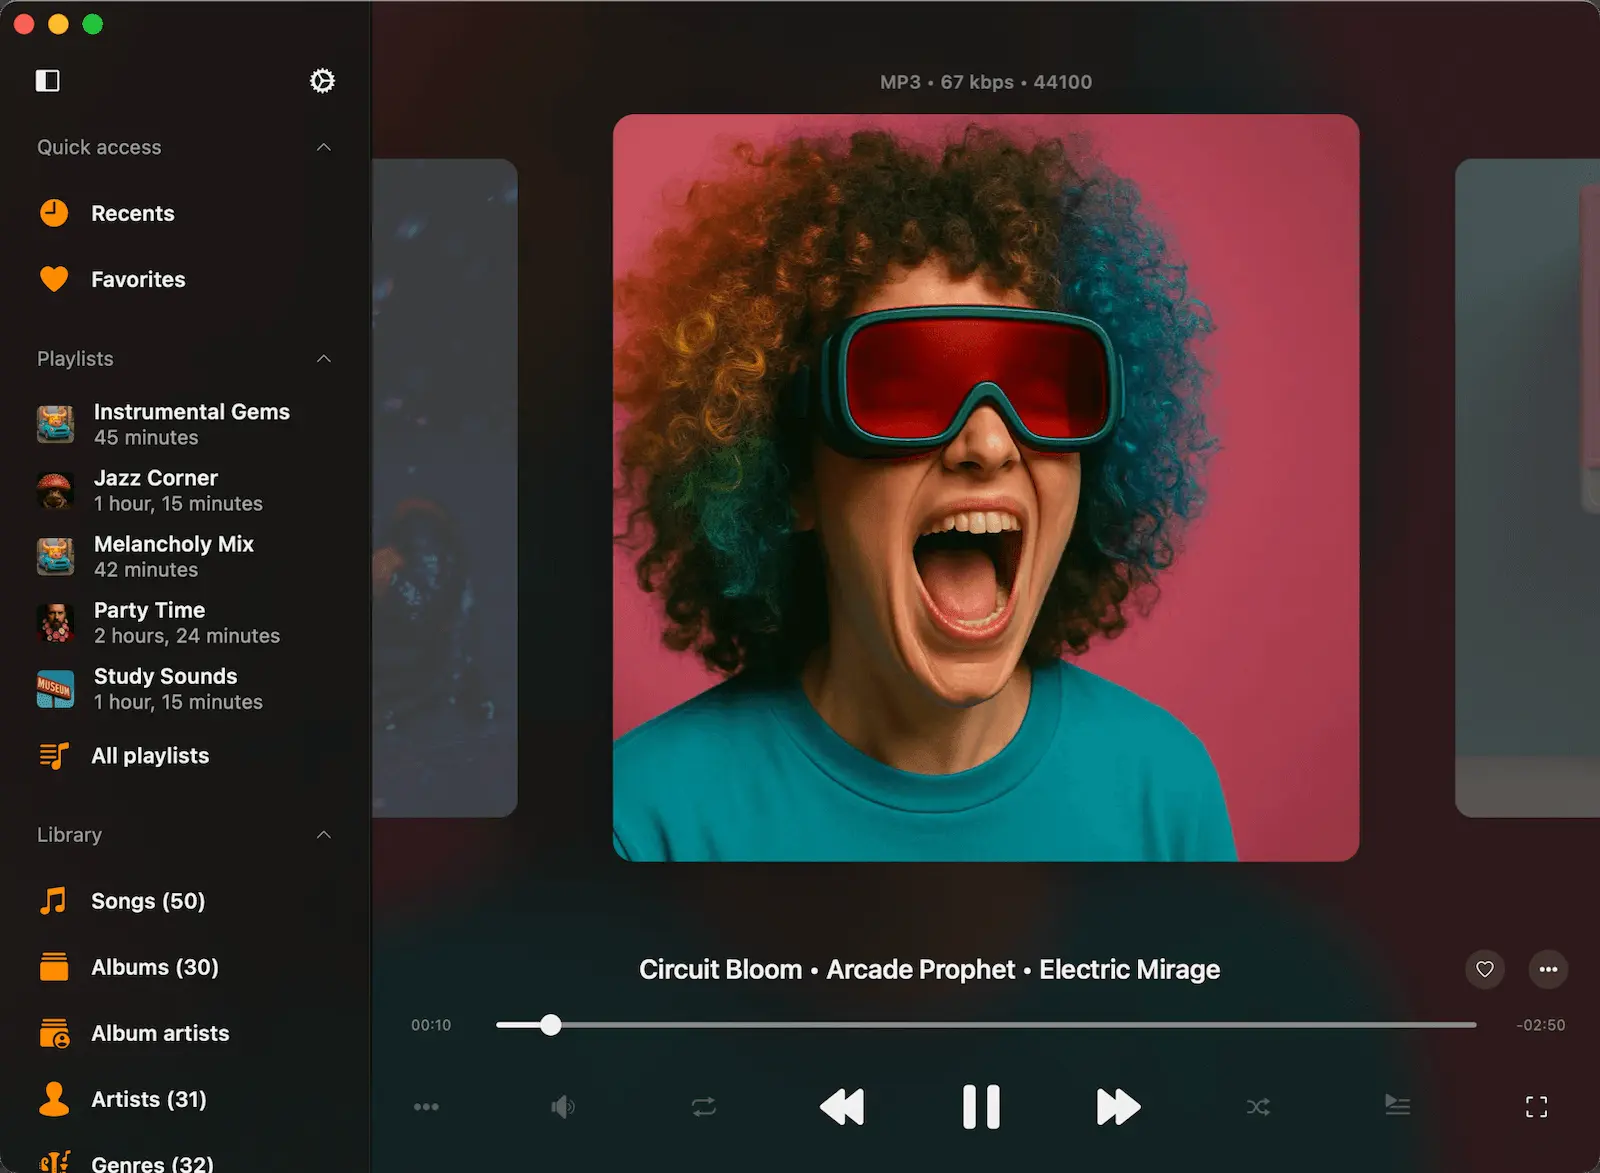 MP3 • 67 kbps • 44100
Quick access
Recents
Favorites
Playlists
Instrumental Gems
45 minutes
Jazz Corner
1 hour, 15 minutes
Melancholy Mix
42 minutes
Party Time
2 hours, 24 minutes
MUSEUM
Study Sounds
1 hour, 15 minutes
All playlists
Library
Songs (50)
Albums (30)
Album artists
Artists (31)
Genres (32)
Circuit Bloom • Arcade Prophet • Electric Mirage
00:10
-02:50